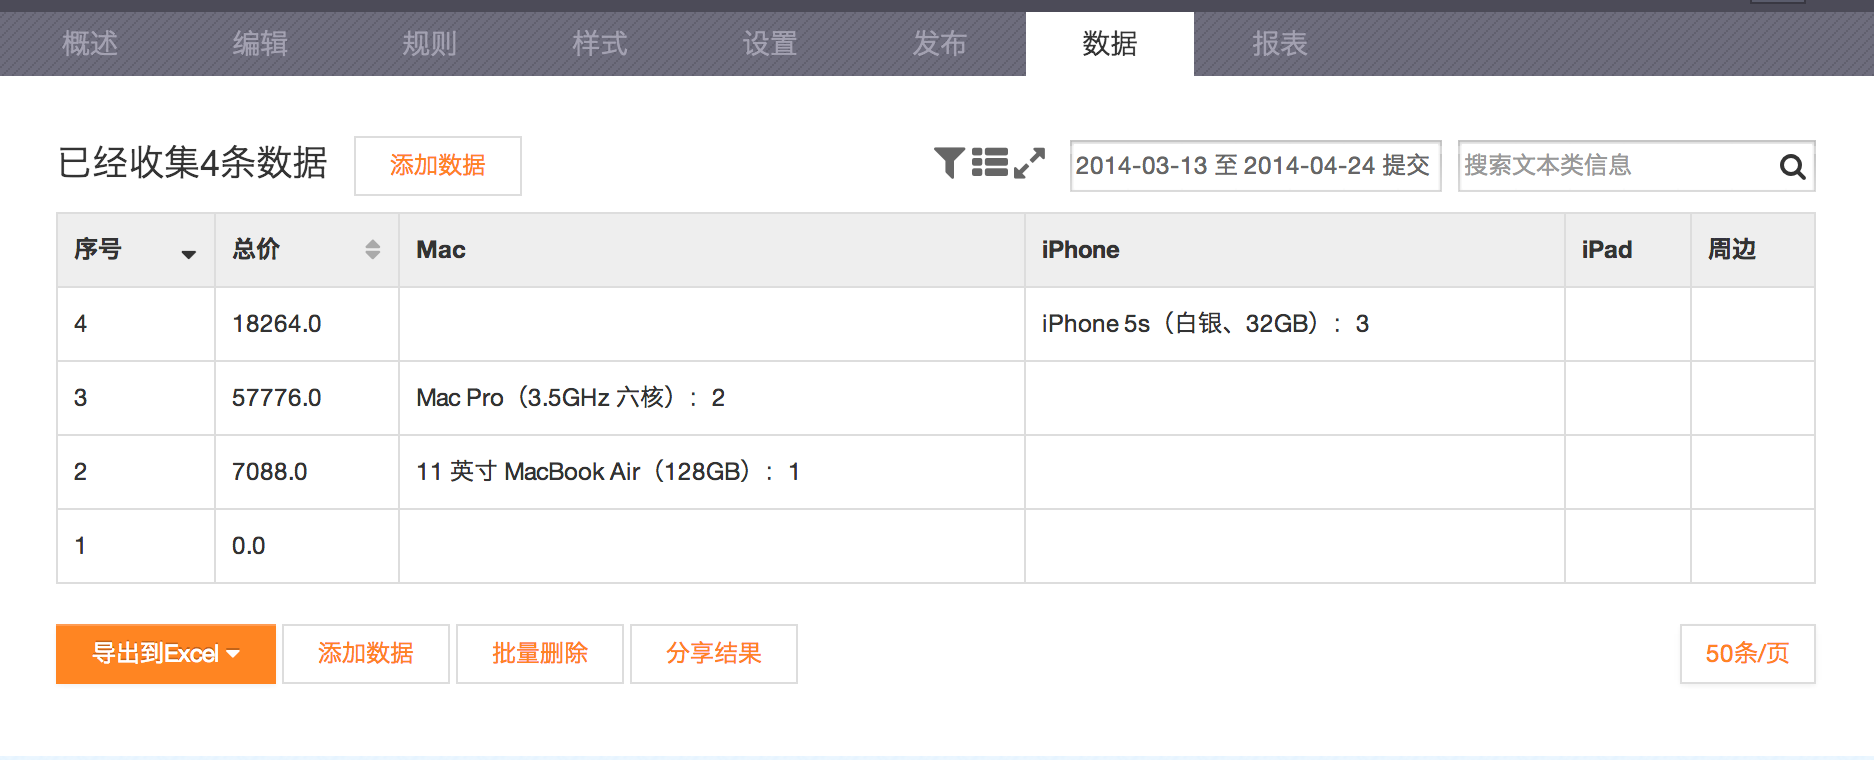 概述 编辑 规则 样式 设置 发布 数据 报表
已经收集4条数据 添加数据 2014-03-13 至 2014-04-24 提交 搜索文本类信息
序号 总价 Mac iPhone iPad 周边
4 18264.0 iPhone 5s（白银、32GB）：3
3 57776.0 Mac Pro（3.5GHz 六核）：2
2 7088.0 11 英寸 MacBook Air（128GB）：1
1 0.0
导出到Excel 添加数据 批量删除 分享结果 50条/页